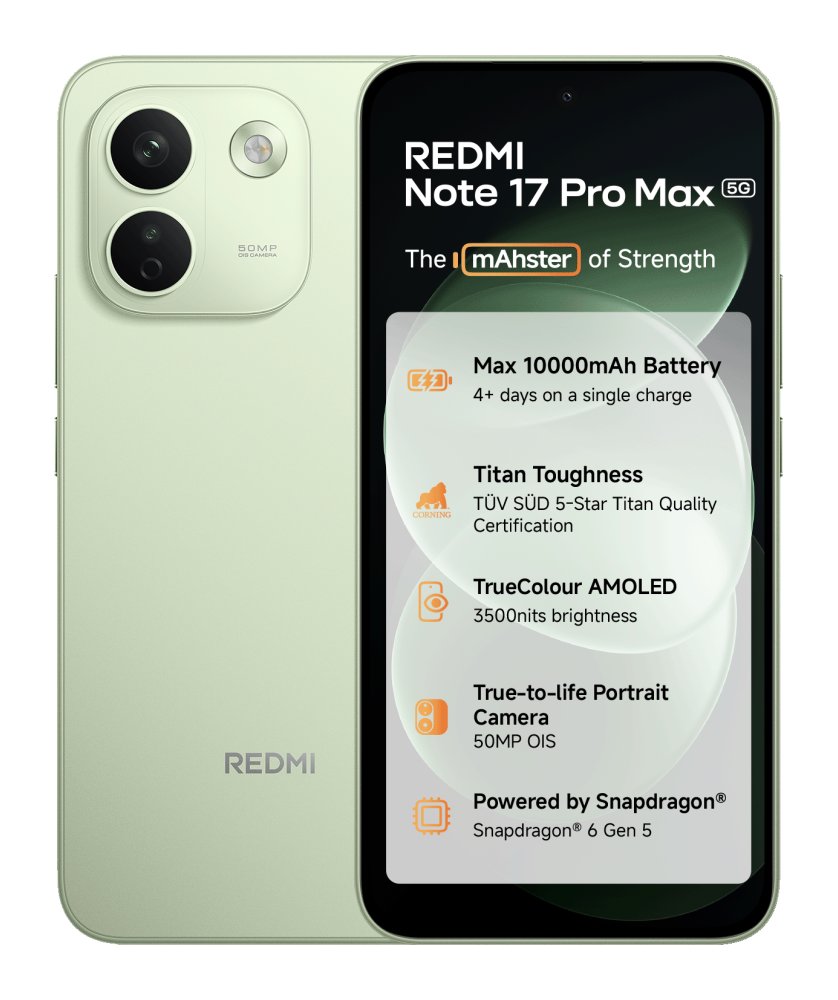 50MP
OIS CAMERA
REDMI
REDMI
Note 17 Pro Max 5G
The mAhster of Strength
Max 10000mAh Battery
4+ days on a single charge
Titan Toughness
TÜV SÜD 5-Star Titan Quality
Certification
CORNING
TrueColour AMOLED
3500nits brightness
True-to-life Portrait
Camera
50MP OIS
Powered by Snapdragon®
Snapdragon® 6 Gen 5